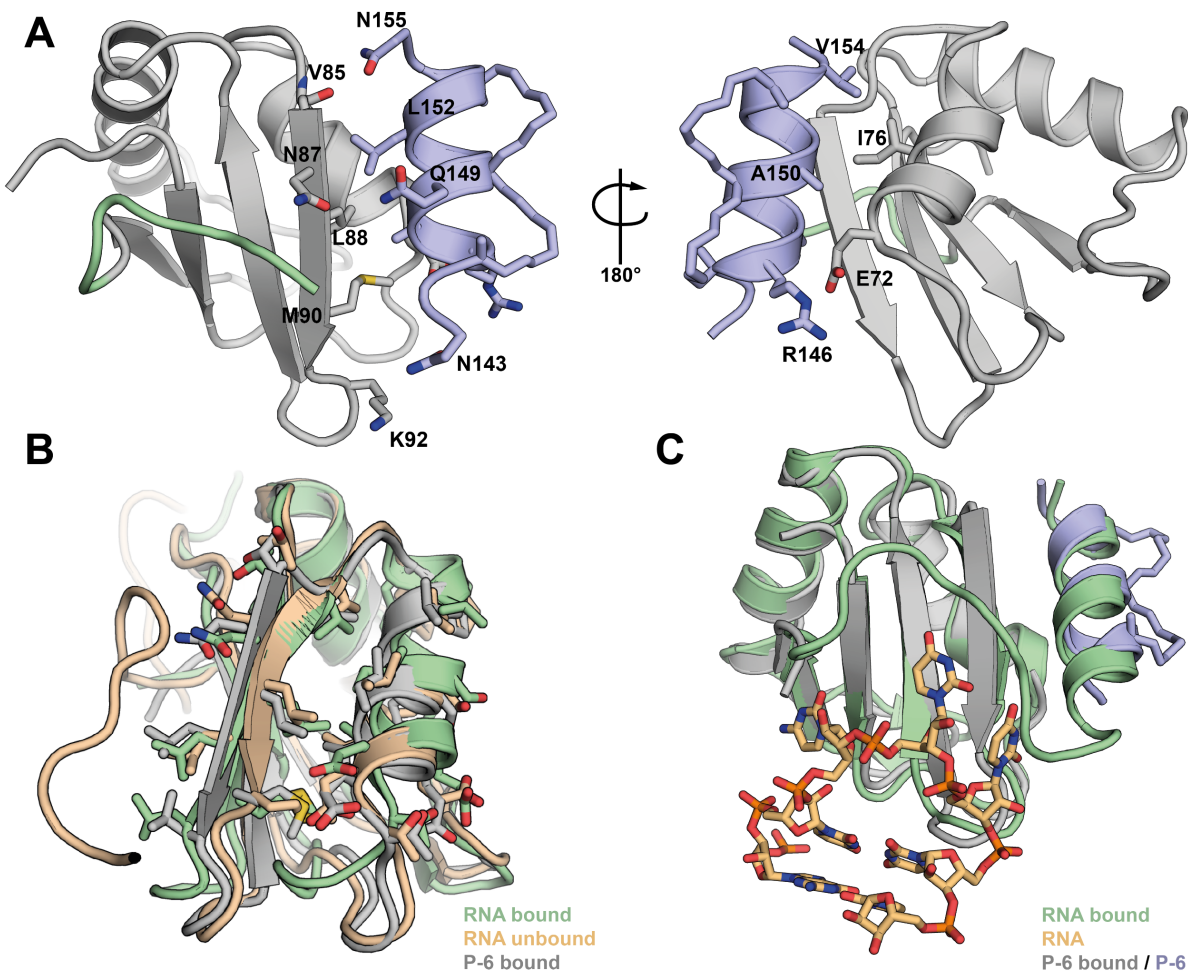 A
N155
V85
L152
N87
Q149
L88
M90
N143
K92
180°
V154
I76
A150
E72
R146
B
RNA bound
RNA unbound
P-6 bound
C
RNA bound
RNA
P-6 bound / P-6